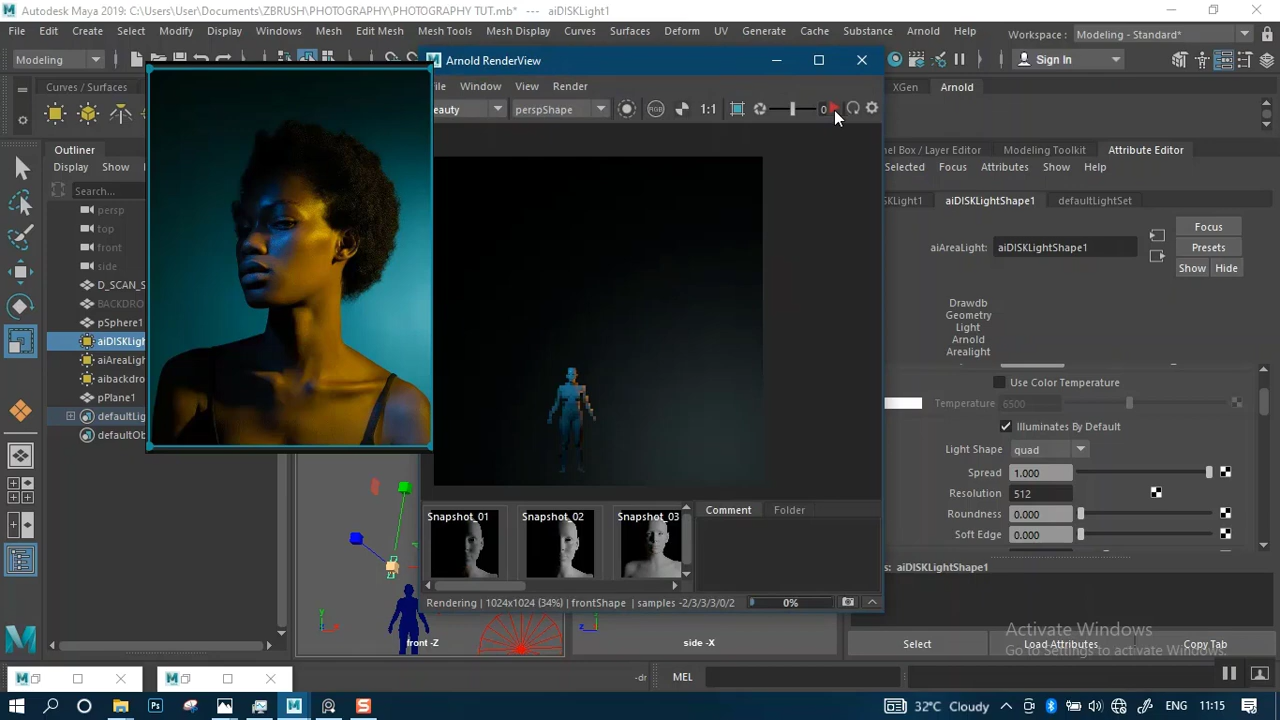 Autodesk Maya 2019: C:\Users\User\Documents\ZBRUSH\PHOTOGRAPHY\PHOTOGRAPHY TUT.mb* --- aiDISKLight1
File Edit Create Select Modify Display Windows Mesh Edit Mesh Mesh Tools Mesh Display Curves Surfaces Deform UV Generate Cache Substance Arnold Help
Workspace : Modeling - Standard*
Modeling
Arnold RenderView
Sign In
Curves / Surfaces
XGen
Arnold
ile Window View Render
eauty
perspShape
RGB
1:1
0
Outliner
Display Show
Search...
persp
top
front
side
D_SCAN_S
BACKDRO
pSphere1
aiDISKLigh
aiAreaLigh
aibackdro
pPlane1
defaultLig
defaultOb
nel Box / Layer Editor
Modeling Toolkit
Attribute Editor
Selected Focus Attributes Show Help
SKLight1
aiDISKLightShape1
defaultLightSet
Focus
aiAreaLight:
aiDISKLightShape1
Presets
Show
Hide
Drawdb
Geometry
Light
Arnold
Arealight
Use Color Temperature
Temperature
6500
Illuminates By Default
Light Shape
quad
Spread
1.000
Resolution
512
Roundness
0.000
Soft Edge
0.000
s: aiDISKLightShape1
Select
Load Attributes
Copy Tab
Snapshot_01
Snapshot_02
Snapshot_03
Comment
Folder
Rendering | 1024x1024 (34%) | frontShape | samples -2/3/3/3/0/2
0%
y
x
front -Z
z
side -X
Activate Windows
Go to Settings to activate Windows.
-dr
MEL
32°C Cloudy
ENG
11:15